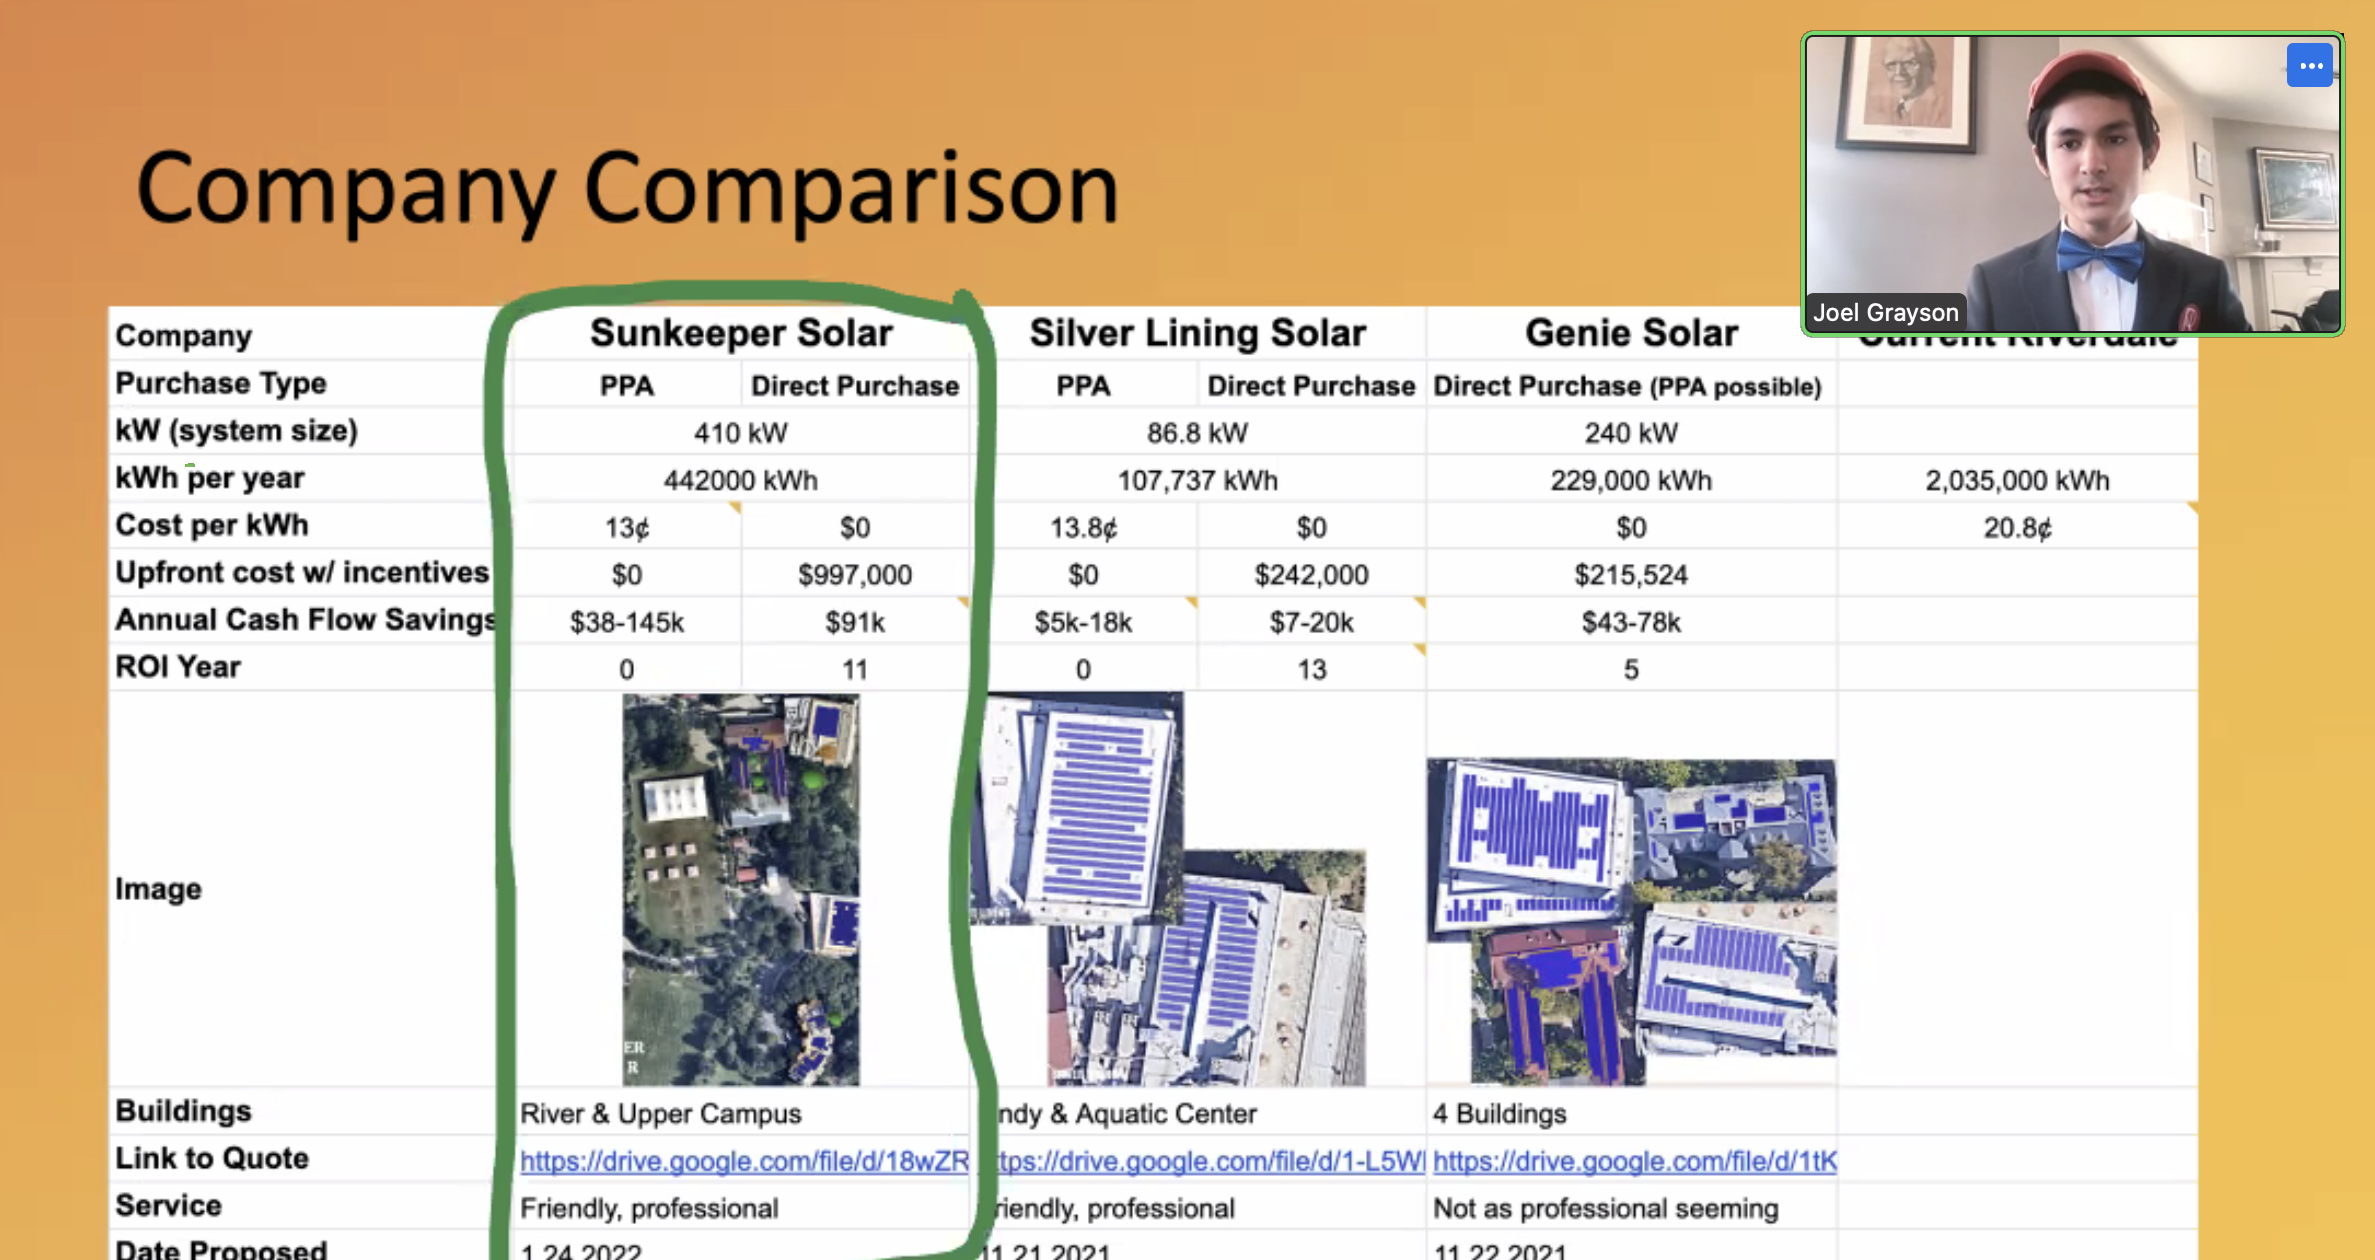 Company Comparison
Joel Grayson
Company Sunkeeper Solar Silver Lining Solar Genie Solar Current Riverdale
Purchase Type PPA Direct Purchase PPA Direct Purchase Direct Purchase (PPA possible)
kW (system size) 410 kW 86.8 kW 240 kW
kWh per year 442000 kWh 107,737 kWh 229,000 kWh 2,035,000 kWh
Cost per kWh 13¢ $0 13.8¢ $0 $0 20.8¢
Upfront cost w/ incentives $0 $997,000 $0 $242,000 $215,524
Annual Cash Flow Savings $38-145k $91k $5k-18k $7-20k $43-78k
ROI Year 0 11 0 13 5
Image
ER
R
Buildings River & Upper Campus ndy & Aquatic Center 4 Buildings
Link to Quote https://drive.google.com/file/d/18wZR tps://drive.google.com/file/d/1-L5W https://drive.google.com/file/d/1tK
Service Friendly, professional riendly, professional Not as professional seeming
Date Proposed 1.24.2022 11.21.2021 11.22.2021